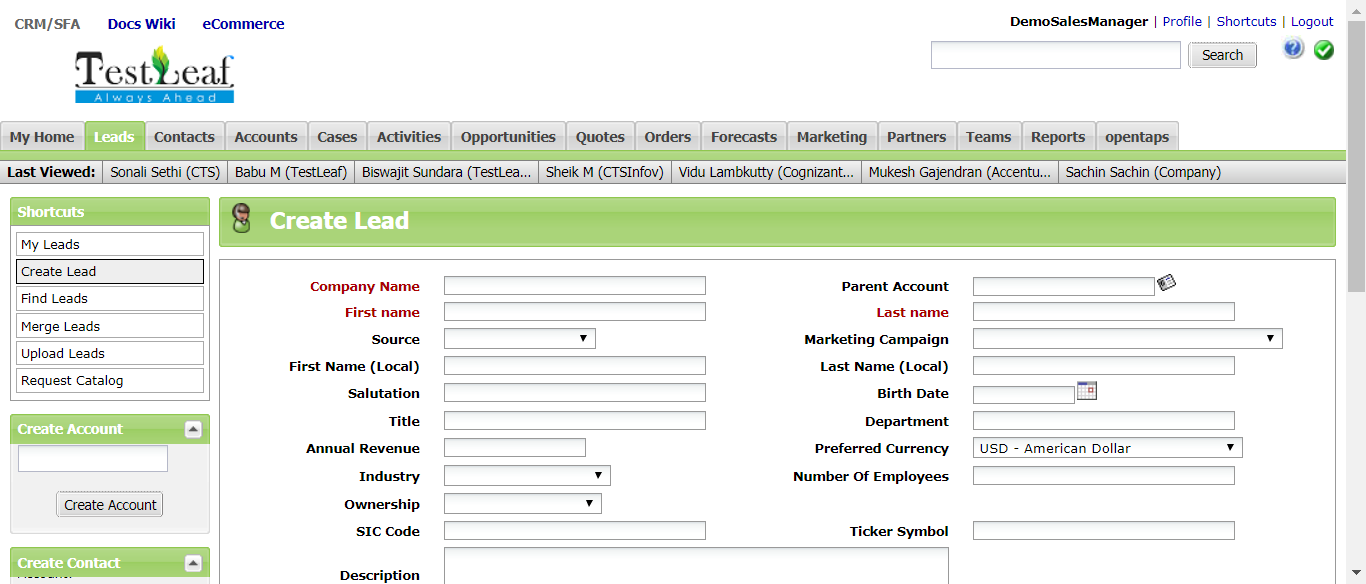 CRM/SFA Docs Wiki eCommerce
DemoSalesManager | Profile | Shortcuts | Logout
TestLeaf
Always Ahead
Search
My Home Leads Contacts Accounts Cases Activities Opportunities Quotes Orders Forecasts Marketing Partners Teams Reports opentaps
Last Viewed: Sonali Sethi (CTS) Babu M (TestLeaf) Biswajit Sundara (TestLea... Sheik M (CTSInfov) Vidu Lambkutty (Cognizant... Mukesh Gajendran (Accentu... Sachin Sachin (Company)
Shortcuts
My Leads
Create Lead
Find Leads
Merge Leads
Upload Leads
Request Catalog
Create Account
Create Account
Create Contact
Create Lead
Company Name Parent Account
First name Last name
Source Marketing Campaign
First Name (Local) Last Name (Local)
Salutation Birth Date
Title Department
Annual Revenue Preferred Currency USD - American Dollar
Industry Number Of Employees
Ownership
SIC Code Ticker Symbol
Description